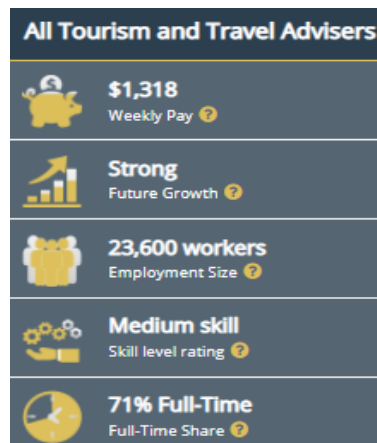 All Tourism and Travel Advisers
$1,318
Weekly Pay ?
Strong
Future Growth ?
23,600 workers
Employment Size ?
Medium skill
Skill level rating ?
71% Full-Time
Full-Time Share ?